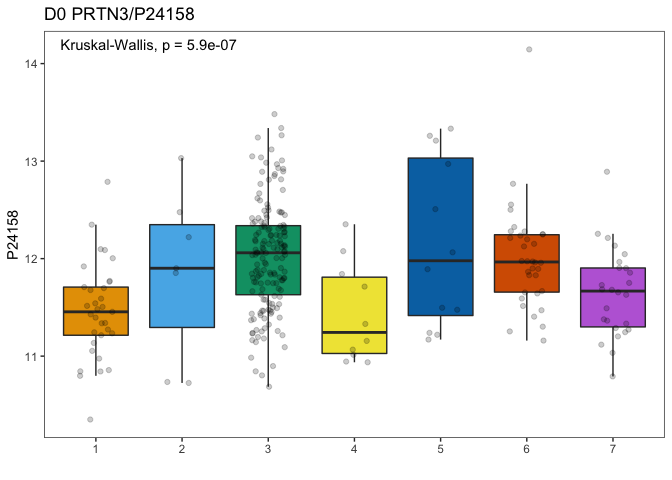 D0 PRTN3/P24158
Kruskal-Wallis, p = 5.9e-07
14
13
12
11
P24158
1 2 3 4 5 6 7